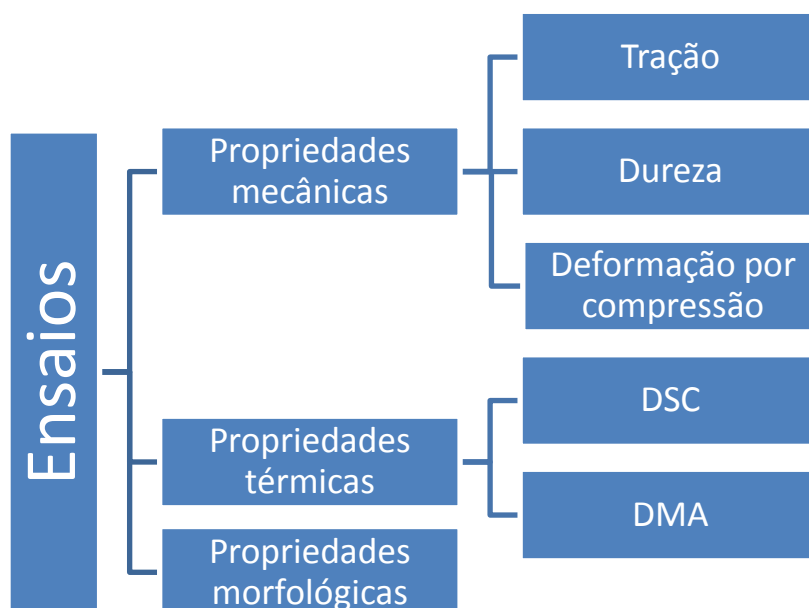 Ensaios
Propriedades
mecânicas
Tração
Dureza
Deformação por
compressão
Propriedades
térmicas
DSC
DMA
Propriedades
morfológicas